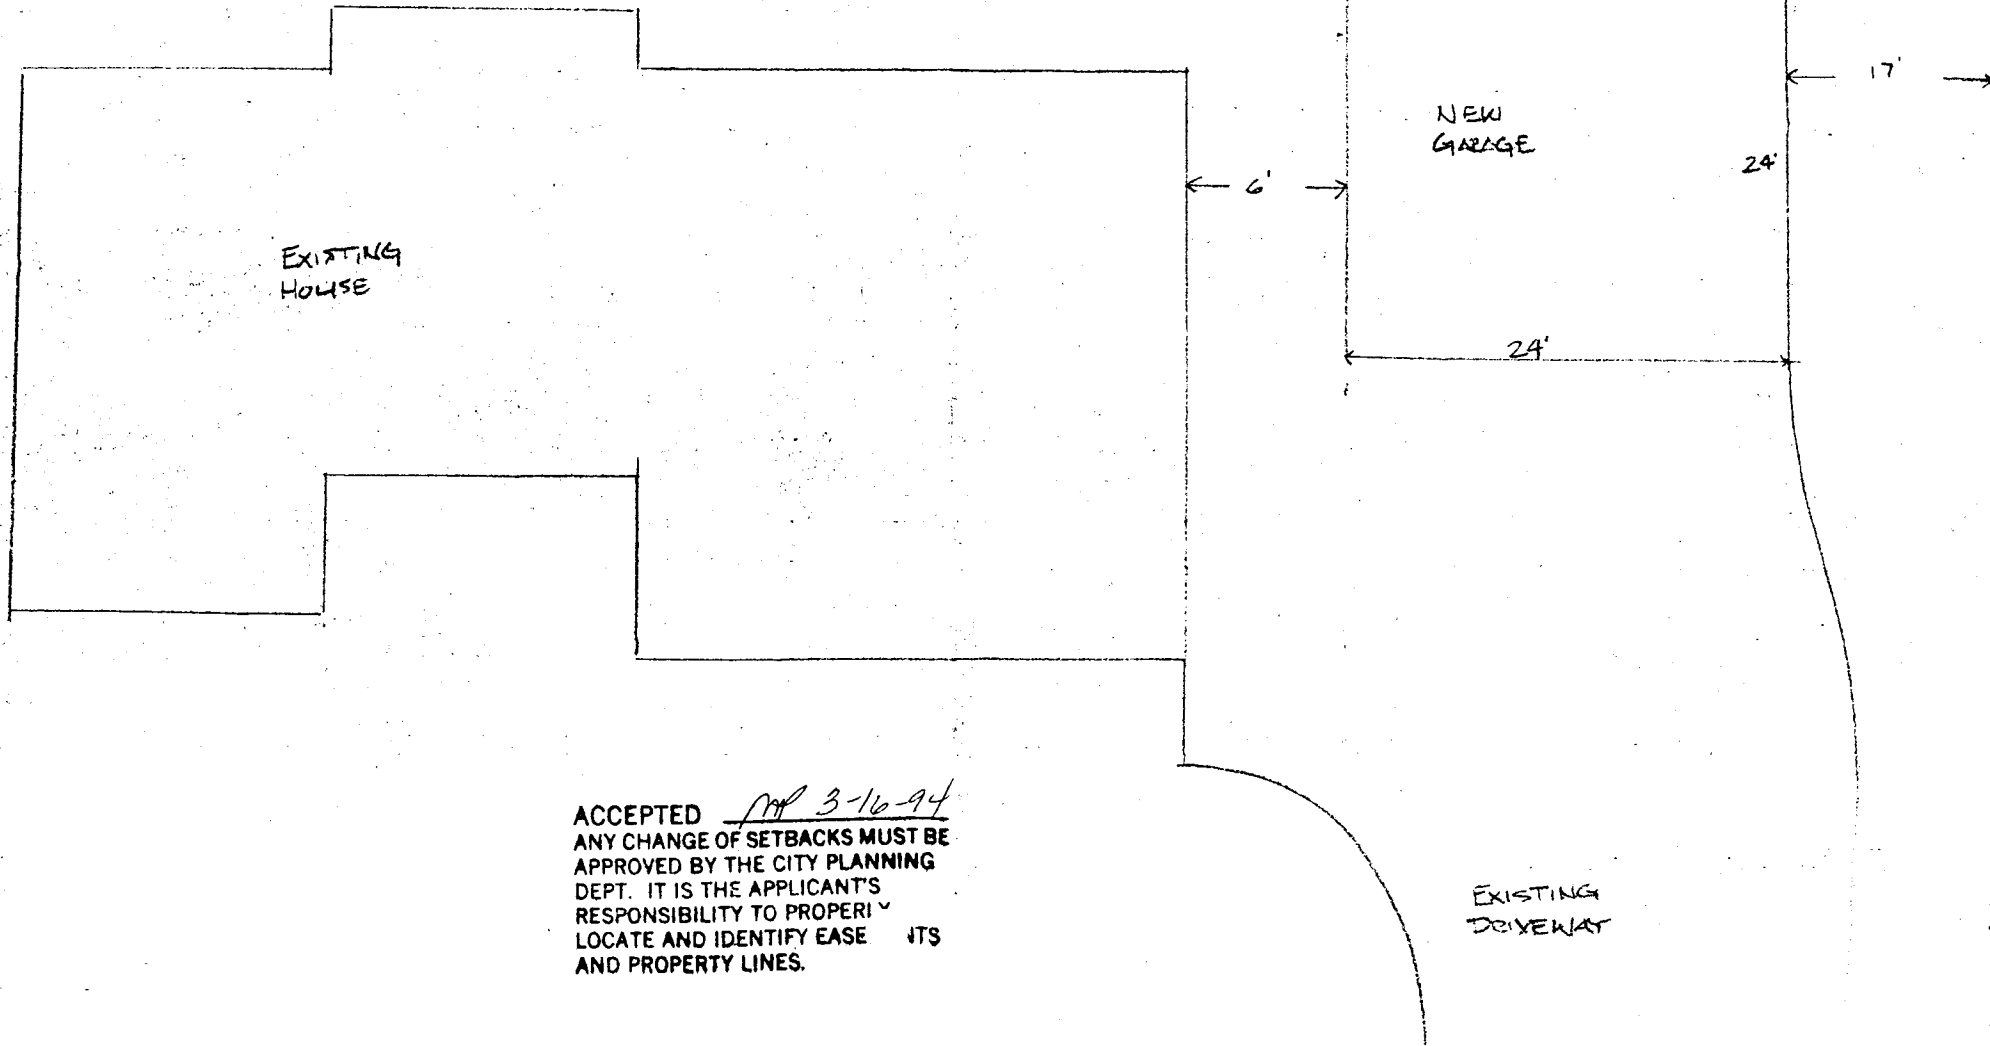 17'
NEW
GARAGE
24'
6'
EXISTING
HOUSE
24'
ACCEPTED 3-16-94
ANY CHANGE OF SETBACKS MUST BE
APPROVED BY THE CITY PLANNING
DEPT. IT IS THE APPLICANT'S
RESPONSIBILITY TO
LOCATE AND IDENTIFY
AND PROPERTY LINES.
EXISTING
DRIVEWAY